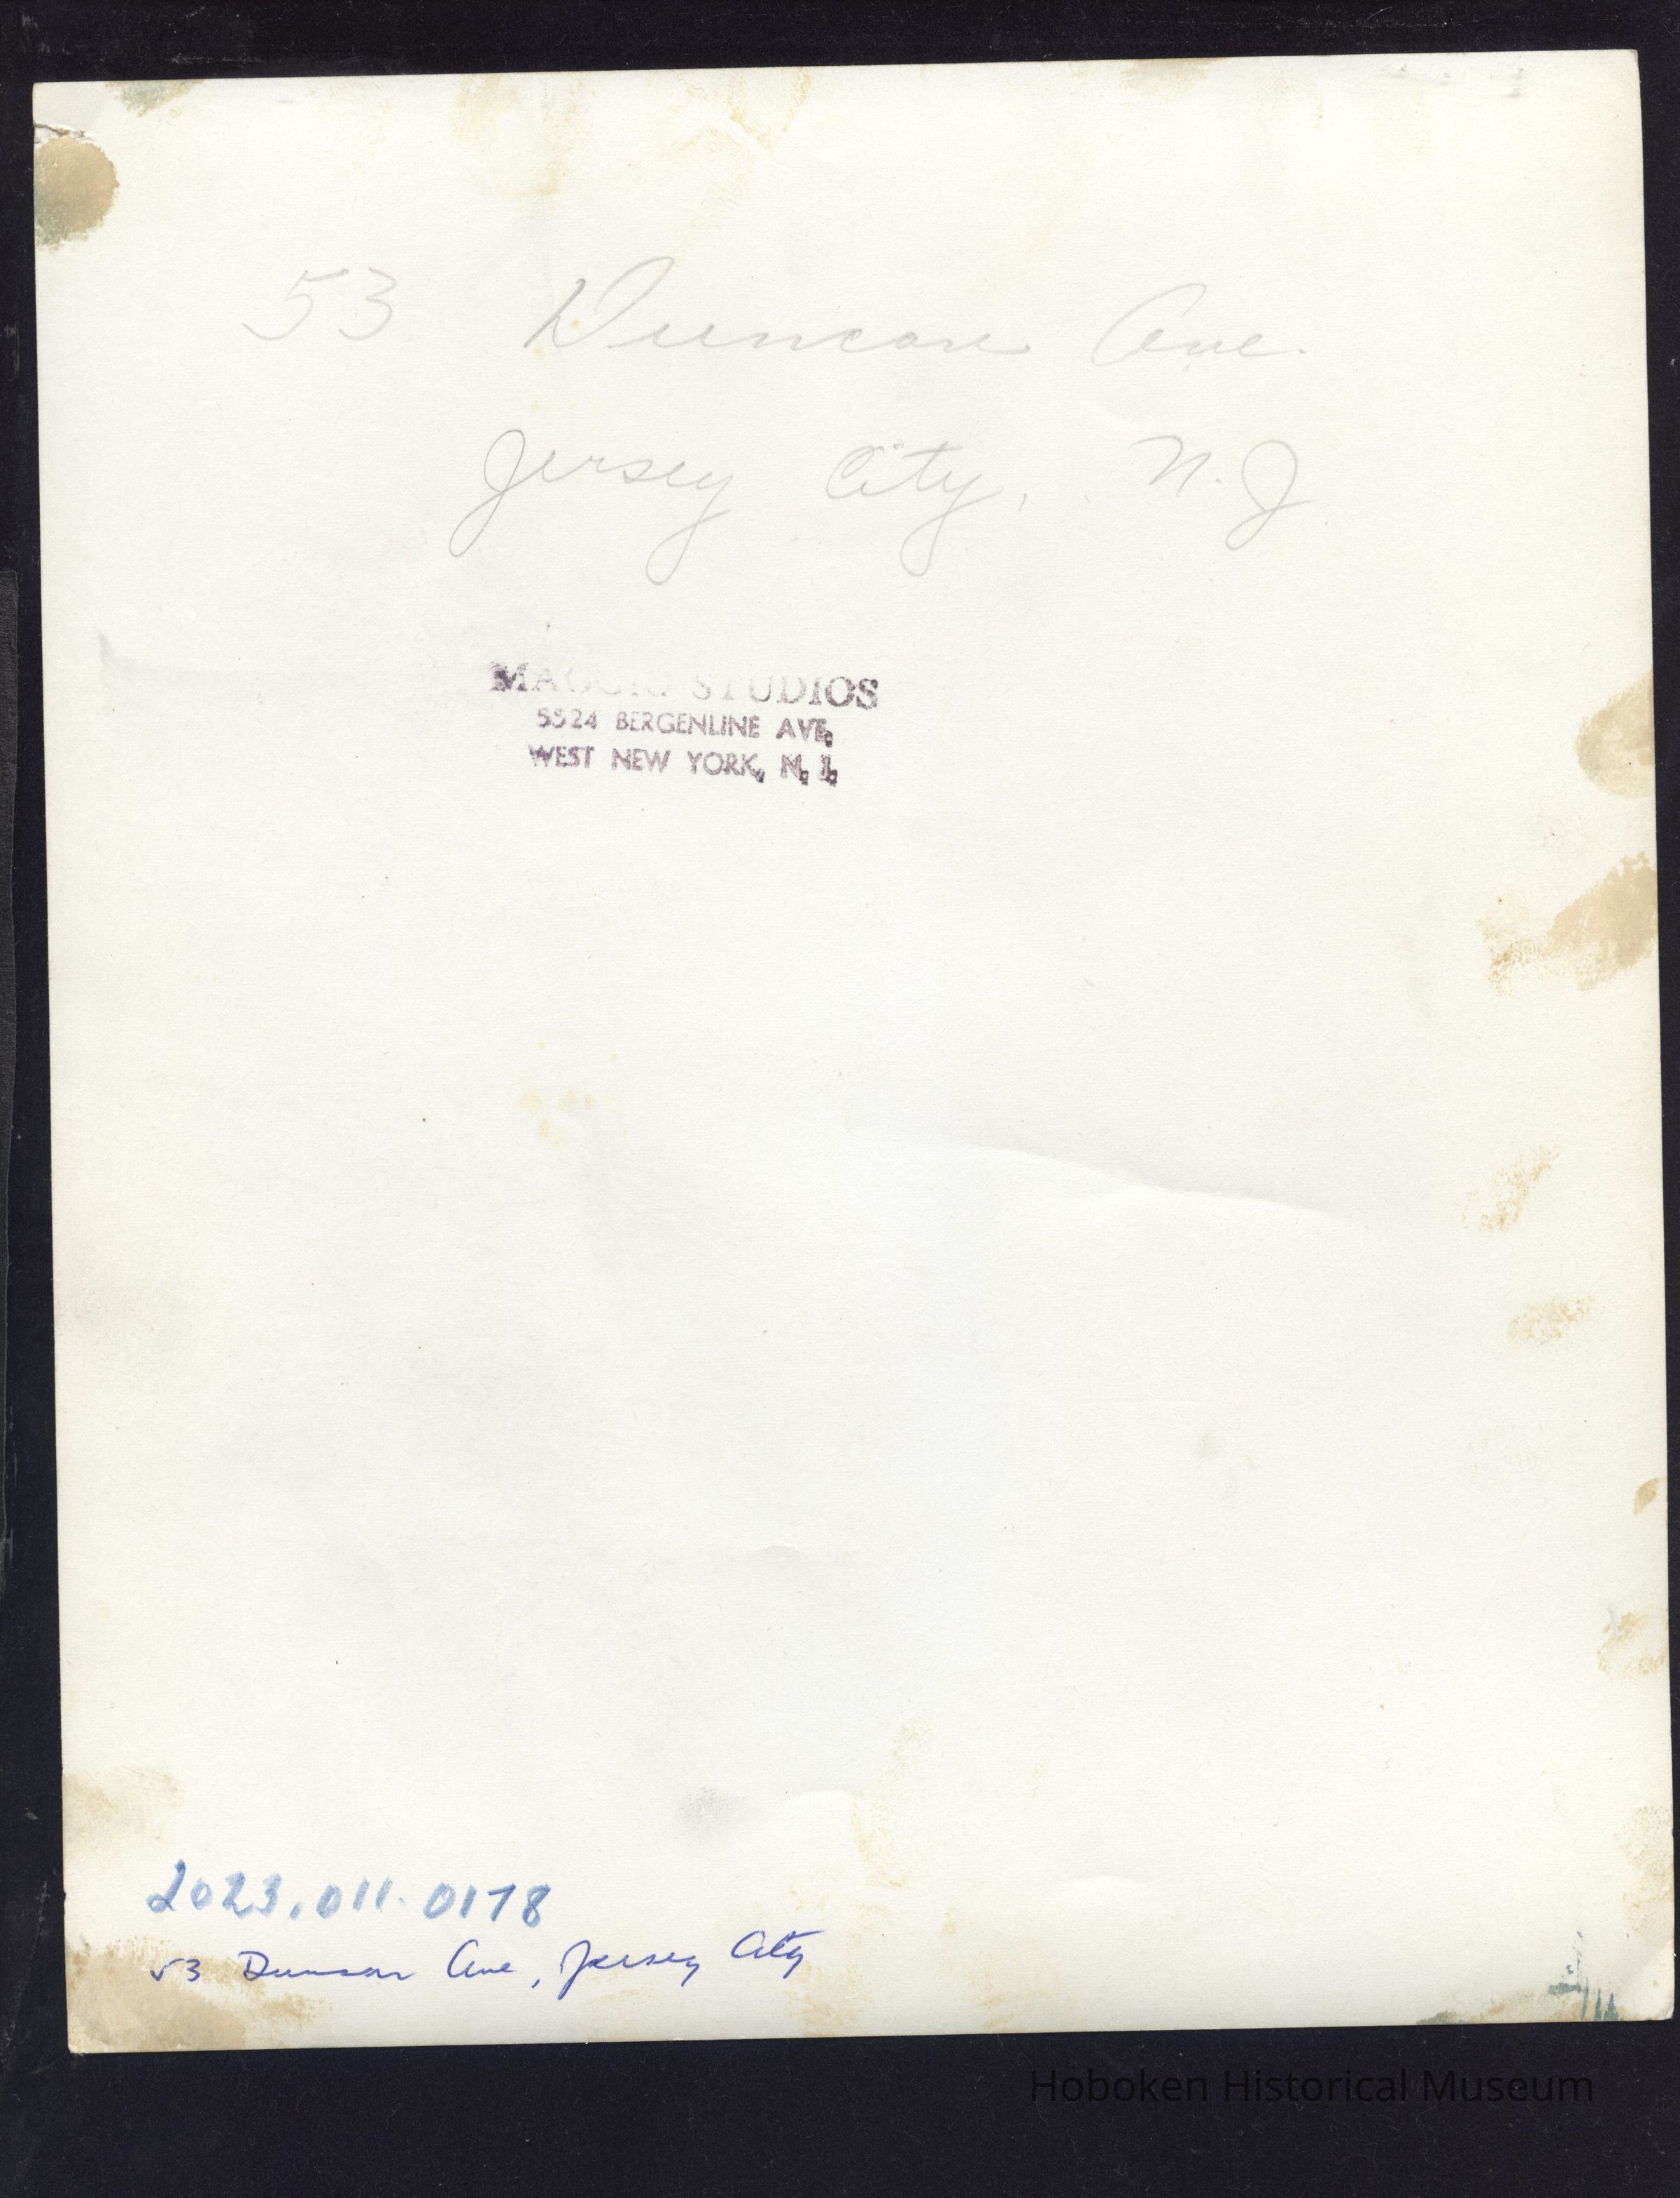 53 Duncan Ave.
Jersey City, N.J.
STUDIOS
5524 BERGENLINE AVE.
WEST NEW YORK, N. J.
2023.011.0178
53 Duncan Ave, Jersey City
Hoboken Historical Museum